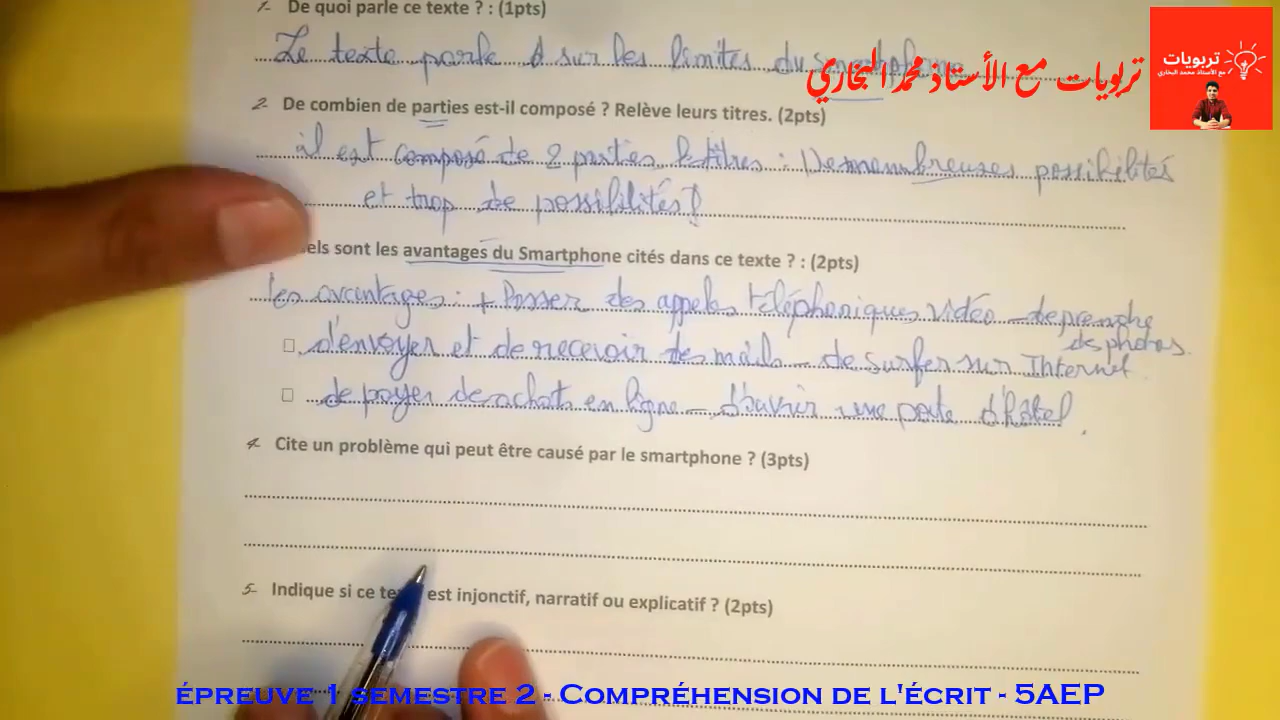 1- De quoi parle ce texte ? : (1pts)
Le texte parle sur les limites du smartphone
تربويات مع الأستاذ محمد البخاري
تربويات
مع الأستاذ محمد البخاري
2- De combien de parties est-il composé ? Relève leurs titres. (2pts)
il est composé de 2 parties les titres : De nombreuses possibilités
et trop de possibilités !
els sont les avantages du Smartphone cités dans ce texte ? : (2pts)
les avantages : + Passer des appels téléphoniques vidéo - de prendre
des photos.
d'envoyer et de recevoir des mails - de surfer sur Internet
de payer des achats en ligne - d'ouvrir une porte d'hôtel.
4- Cite un problème qui peut être causé par le smartphone ? (3pts)
5- Indique si ce te est injonctif, narratif ou explicatif ? (2pts)
épreuve 1 semestre 2 - Compréhension de l'écrit - 5AEP